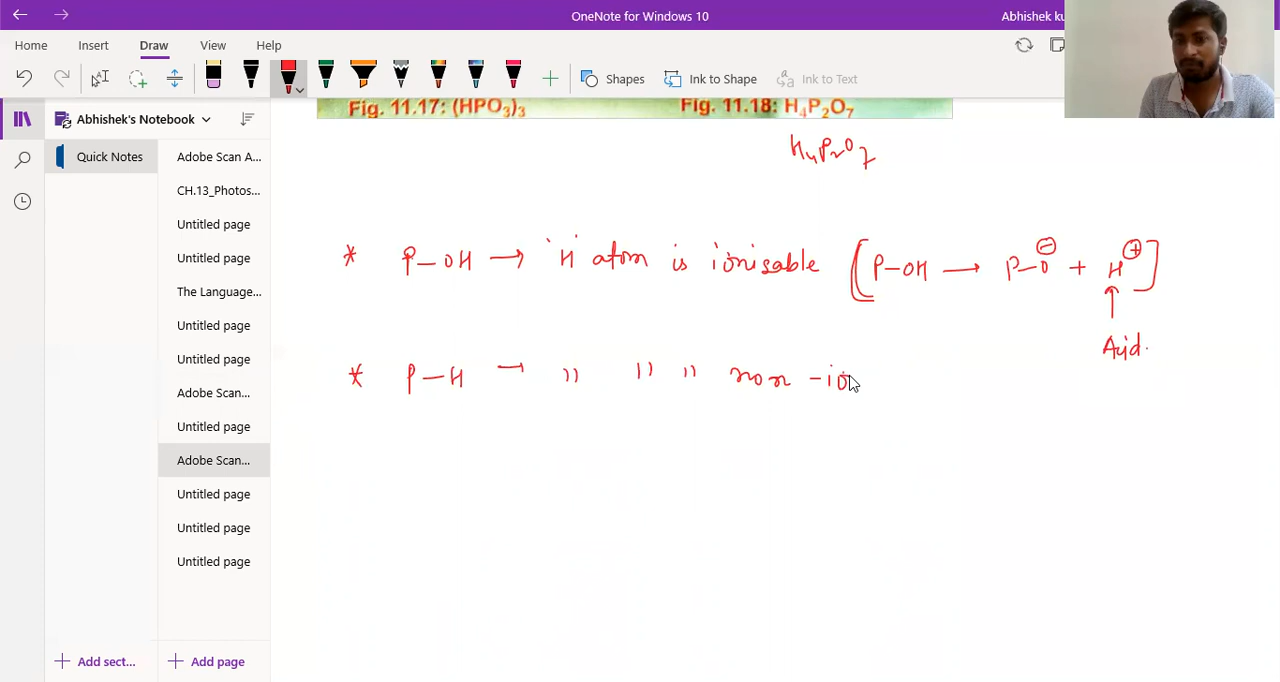 OneNote for Windows 10
Abhishek ku
Home Insert Draw View Help
Shapes Ink to Shape Ink to Text
Abhishek's Notebook
Quick Notes
Adobe Scan A...
CH.13_Photos...
Untitled page
Untitled page
The Language...
Untitled page
Untitled page
Adobe Scan...
Untitled page
Adobe Scan...
Untitled page
Untitled page
Untitled page
Add sect...
Add page
Fig. 11.17: (HPO₃)₃ Fig. 11.18: H₄P₂O₇
H₄P₂O₇
* P-OH → 'H' atom is ionisable [P-OH → P-O⊖ + H⊕]
↑
Acid.
* P-H → ,, ,, ,, non-io